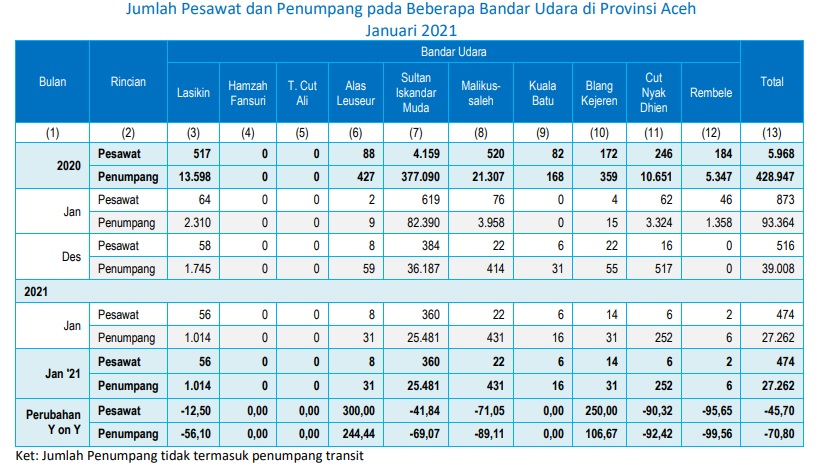 Jumlah Pesawat dan Penumpang pada Beberapa Bandar Udara di Provinsi Aceh
Januari 2021
Bulan Rincian Bandar Udara Total
Lasikin Hamzah Fansuri T. Cut Ali Alas Leuseur Sultan Iskandar Muda Malikus-saleh Kuala Batu Blang Kejeren Cut Nyak Dhien Rembele
(1) (2) (3) (4) (5) (6) (7) (8) (9) (10) (11) (12) (13)
2020 Pesawat 517 0 0 88 4.159 520 82 172 246 184 5.968
Penumpang 13.598 0 0 427 377.090 21.307 168 359 10.651 5.347 428.947
Jan Pesawat 64 0 0 2 619 76 0 4 62 46 873
Penumpang 2.310 0 0 9 82.390 3.958 0 15 3.324 1.358 93.364
Des Pesawat 58 0 0 8 384 22 6 22 16 0 516
Penumpang 1.745 0 0 59 36.187 414 31 55 517 0 39.008
2021
Jan Pesawat 56 0 0 8 360 22 6 14 6 2 474
Penumpang 1.014 0 0 31 25.481 431 16 31 252 6 27.262
Jan '21 Pesawat 56 0 0 8 360 22 6 14 6 2 474
Penumpang 1.014 0 0 31 25.481 431 16 31 252 6 27.262
Perubahan Y on Y Pesawat -12,50 0,00 0,00 300,00 -41,84 -71,05 0,00 250,00 -90,32 -95,65 -45,70
Penumpang -56,10 0,00 0,00 244,44 -69,07 -89,11 0,00 106,67 -92,42 -99,56 -70,80
Ket: Jumlah Penumpang tidak termasuk penumpang transit